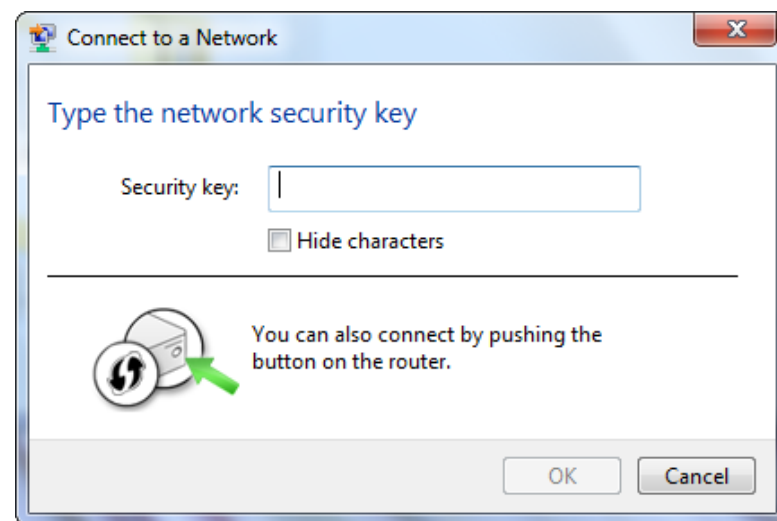 Connect to a Network
Type the network security key
Security key:
Hide characters
You can also connect by pushing the
button on the router.
OK
Cancel